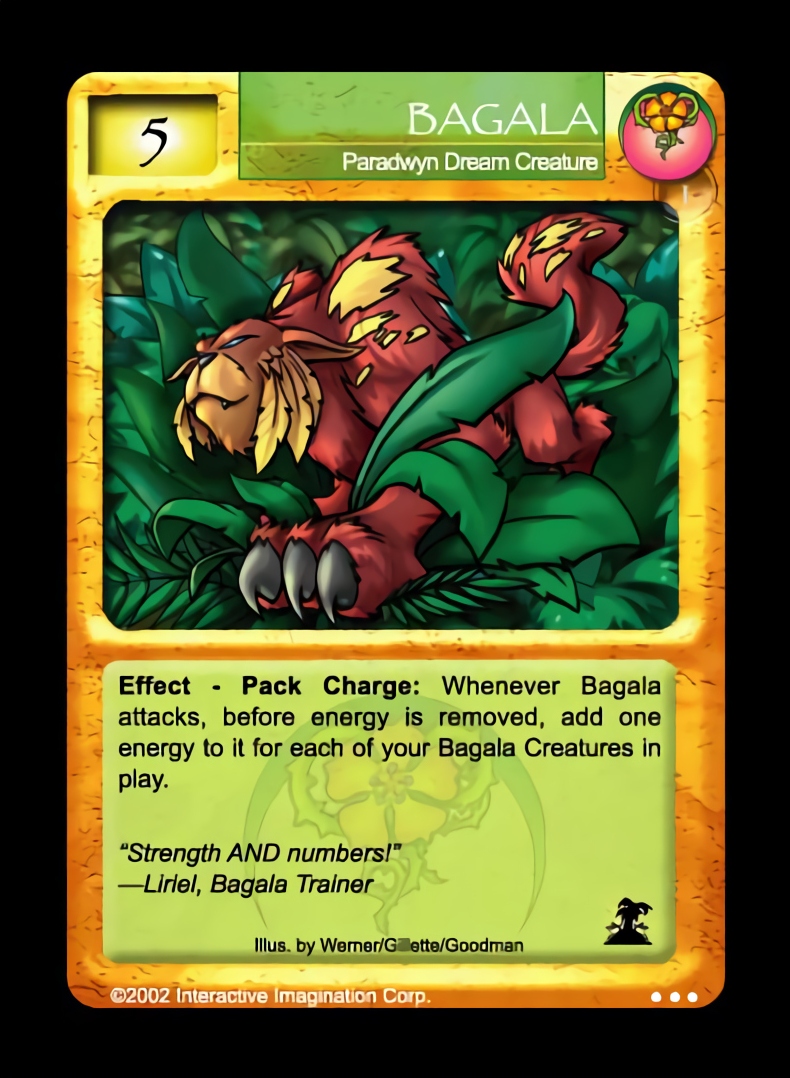 5
BAGALA
Paradwyn Dream Creature
1
Effect - Pack Charge: Whenever Bagala
attacks, before energy is removed, add one
energy to it for each of your Bagala Creatures in
play.
“Strength AND numbers!”
—Liriel, Bagala Trainer
Illus. by
©2002 Interactive Imagination Corp.